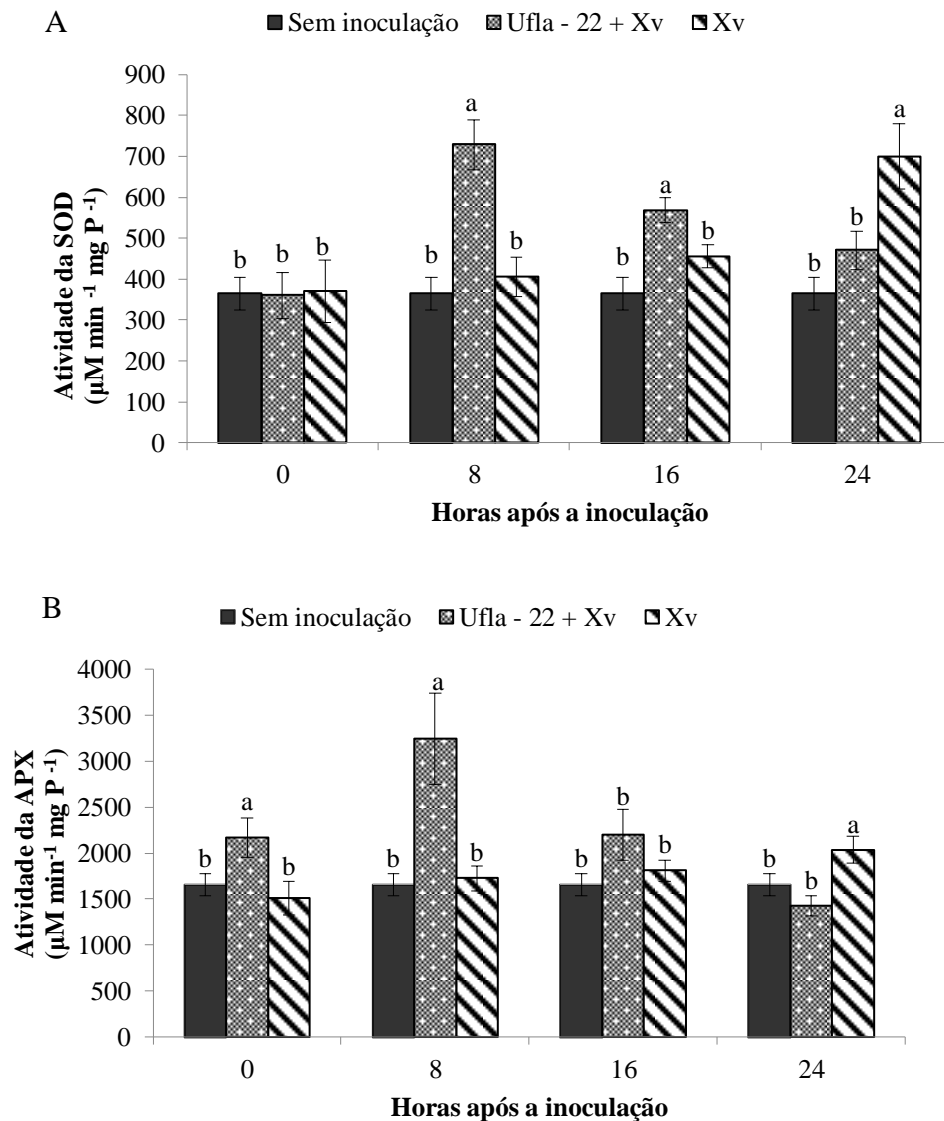 A
Sem inoculação Ufla - 22 + Xv Xv
Atividade da SOD
(µM min -1 mg P -1)
900
800
700
600
500
400
300
200
100
0
b b b
b a b
b a b
b b a
0 8 16 24
Horas após a inoculação
B
Sem inoculação Ufla - 22 + Xv Xv
Atividade da APX
(µM min-1 mg P -1)
4000
3500
3000
2500
2000
1500
1000
500
0
b a b
b a b
b b b
b b a
0 8 16 24
Horas após a inoculação